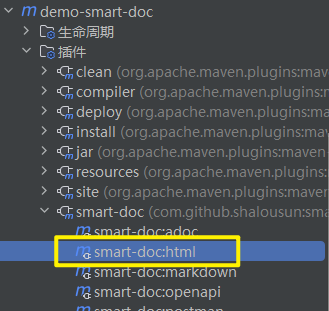 demo-smart-doc
生命周期
插件
clean (org.apache.maven.plugins:mave
compiler (org.apache.maven.plugins:m
deploy (org.apache.maven.plugins:mav
install (org.apache.maven.plugins:mav
jar (org.apache.maven.plugins:maven-
resources (org.apache.maven.plugins:
site (org.apache.maven.plugins:maven
smart-doc (com.github.shalousun:sma
smart-doc:adoc
smart-doc:html
smart-doc:markdown
smart-doc:openapi